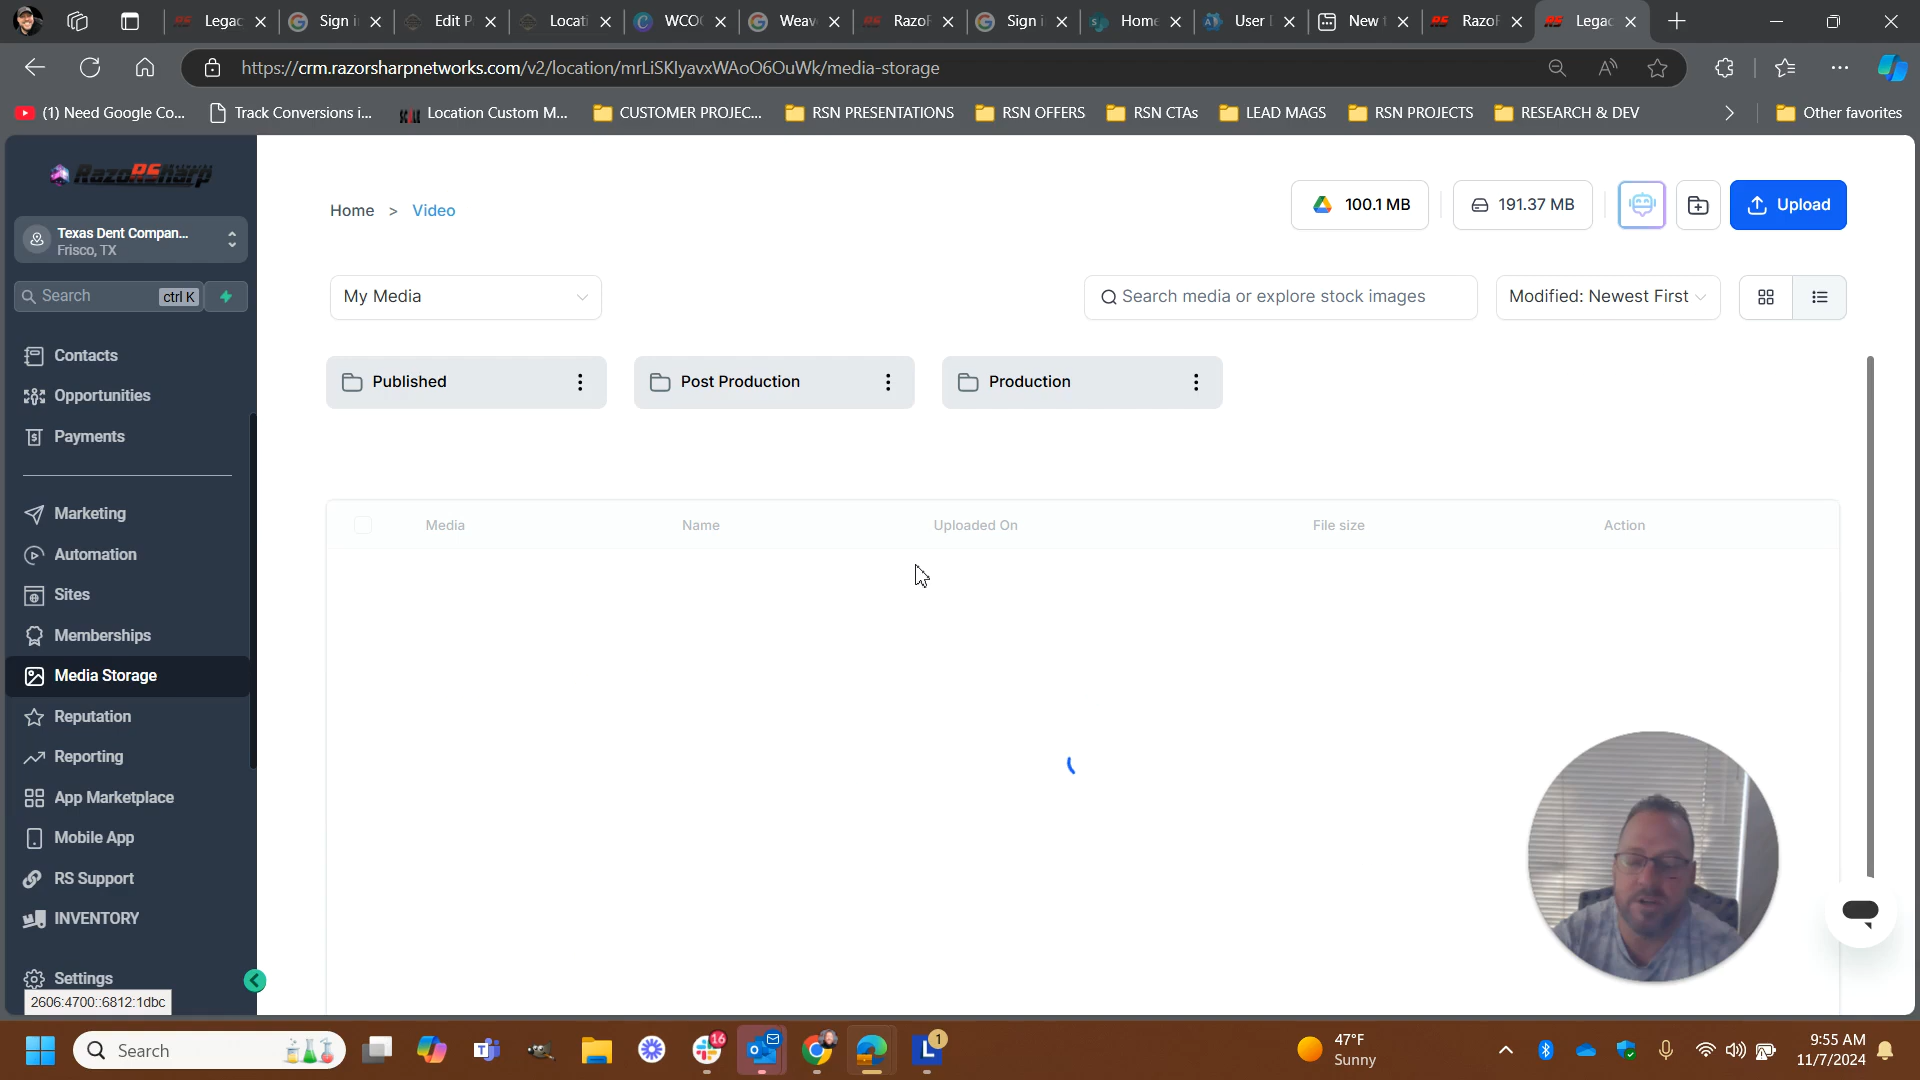 Legac
Sign i
Edit P
Locati
WCO
Weav
RazoR
Sign i
Home
User
New t
RazoR
Legac
https://crm.razorsharpnetworks.com/v2/location/mrLiSKlyavxWAoO6OuWk/media-storage
(1) Need Google Co...
Track Conversions i...
Location Custom M...
CUSTOMER PROJEC...
RSN PRESENTATIONS
RSN OFFERS
RSN CTAs
LEAD MAGS
RSN PROJECTS
RESEARCH & DEV
Other favorites
RazoRSharp
Texas Dent Compan...
Frisco, TX
Search
ctrl K
Contacts
Opportunities
Payments
Marketing
Automation
Sites
Memberships
Media Storage
Reputation
Reporting
App Marketplace
Mobile App
RS Support
INVENTORY
Settings
2606:4700::6812:1dbc
Home > Video
100.1 MB
191.37 MB
Upload
My Media
Search media or explore stock images
Modified: Newest First
Published
Post Production
Production
Media
Name
Uploaded On
File size
Action
Search
16
1
47°F
Sunny
9:55 AM
11/7/2024